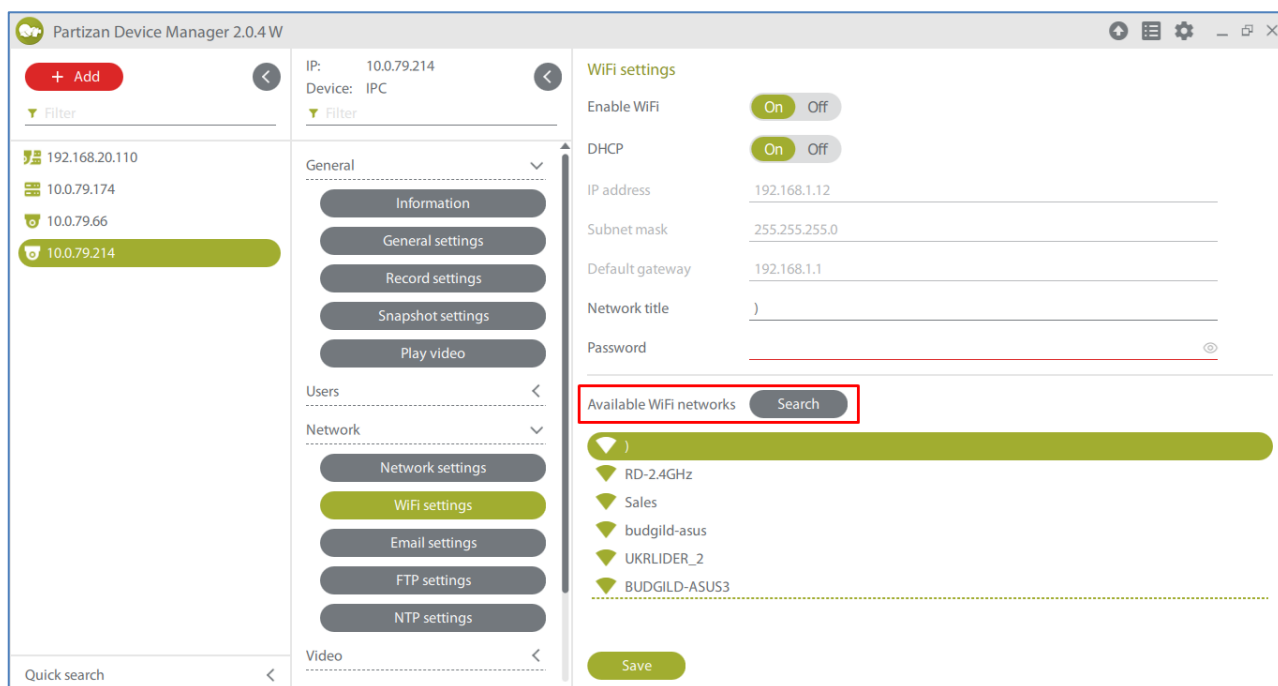 Partizan Device Manager 2.0.4 W
+ Add
Filter
192.168.20.110
10.0.79.174
10.0.79.66
10.0.79.214
Quick search
IP: 10.0.79.214
Device: IPC
Filter
General
Information
General settings
Record settings
Snapshot settings
Play video
Users
Network
Network settings
WiFi settings
Email settings
FTP settings
NTP settings
Video
WiFi settings
Enable WiFi On Off
DHCP On Off
IP address 192.168.1.12
Subnet mask 255.255.255.0
Default gateway 192.168.1.1
Network title )
Password
Available WiFi networks Search
)
RD-2.4GHz
Sales
budgild-asus
UKRLIDER_2
BUDGILD-ASUS3
Save